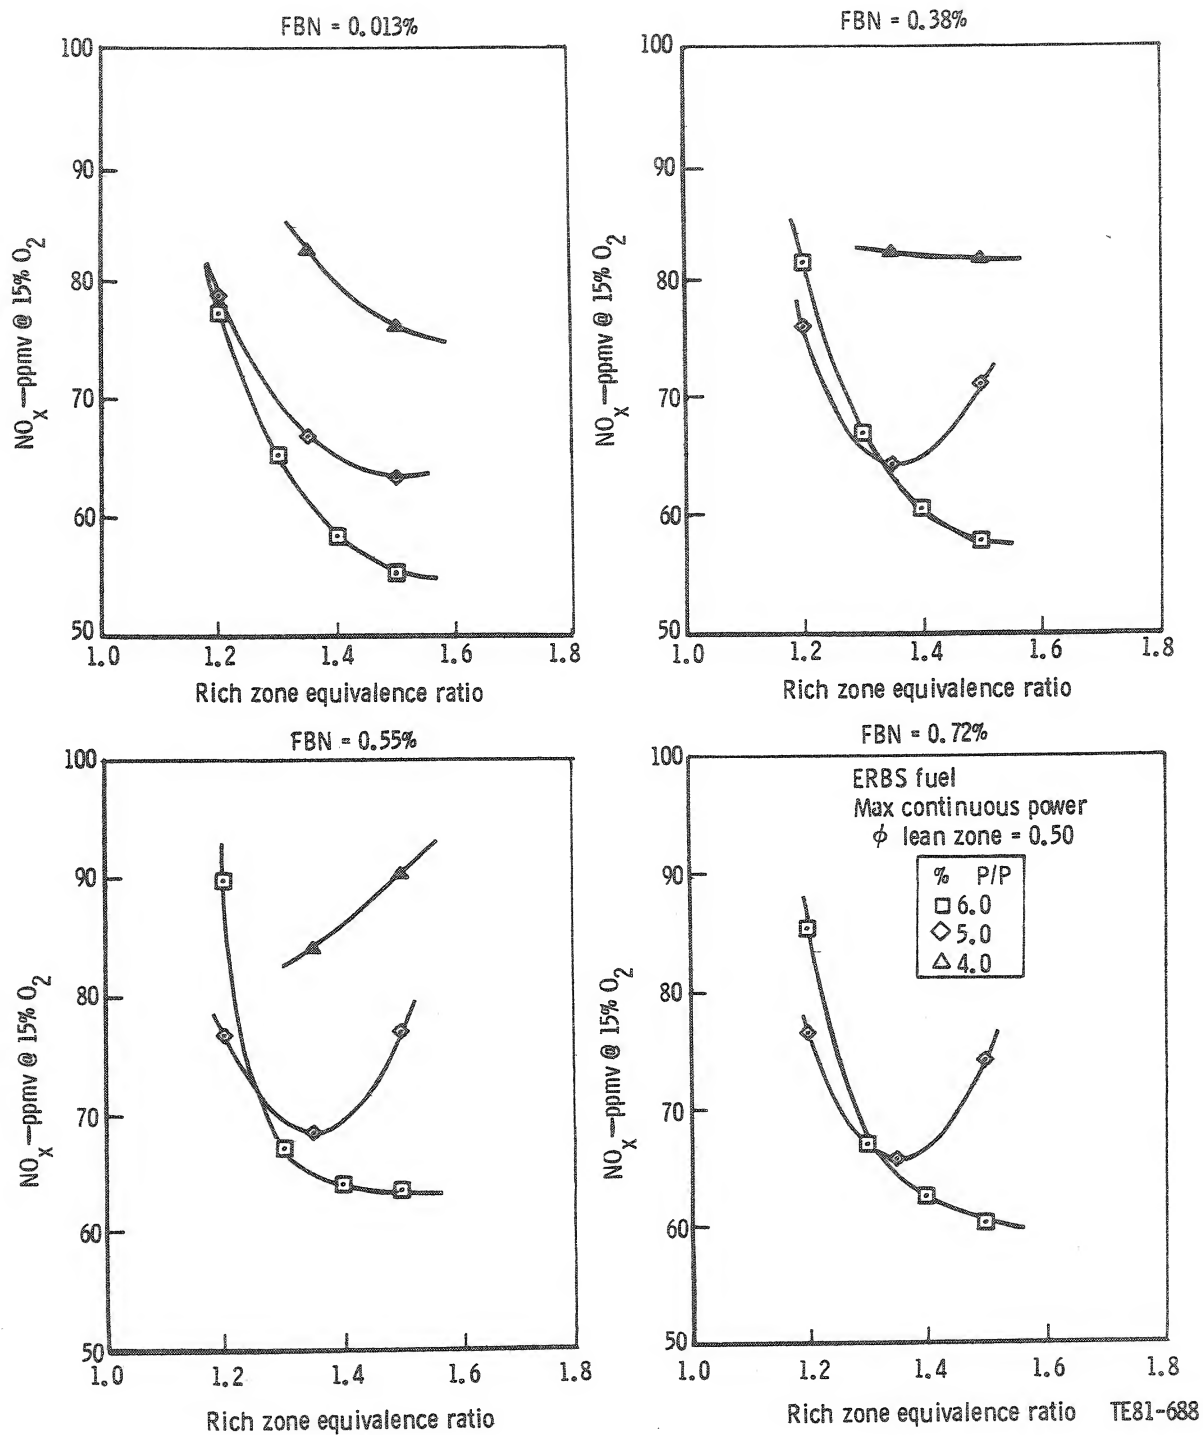 FBN = 0.013%
100
90
80
70
60
50
NOx—ppmv @ 15% O2
1.0 1.2 1.4 1.6 1.8
Rich zone equivalence ratio
FBN = 0.38%
100
90
80
70
60
50
NOx—ppmv @ 15% O2
1.0 1.2 1.4 1.6 1.8
Rich zone equivalence ratio
FBN = 0.55%
100
90
80
70
60
50
NOx—ppmv @ 15% O2
1.0 1.2 1.4 1.6 1.8
Rich zone equivalence ratio
FBN = 0.72%
100
90
80
70
60
50
NOx—ppmv @ 15% O2
ERBS fuel
Max continuous power
ϕ lean zone = 0.50
% P/P
6.0
5.0
4.0
1.0 1.2 1.4 1.6 1.8
Rich zone equivalence ratio
TE81-688